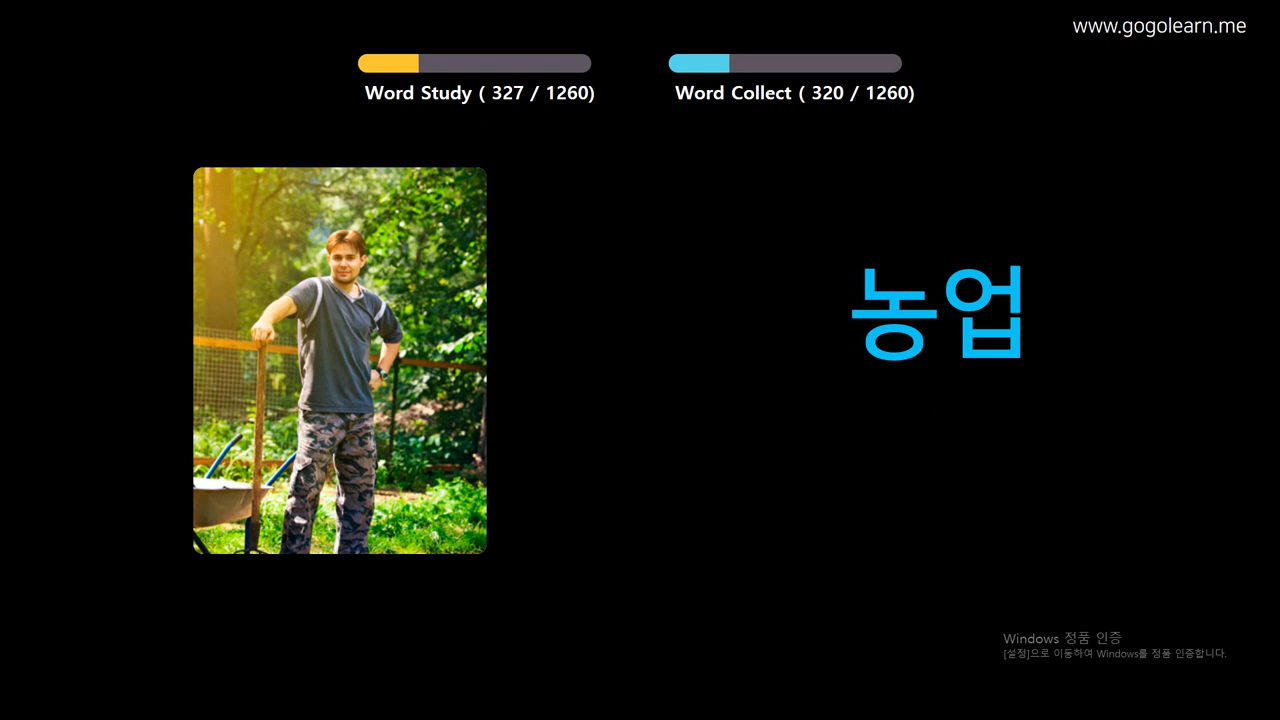 www.gogolearn.me
Word Study ( 327 / 1260)
Word Collect ( 320 / 1260)
농업
Windows 정품 인증
[설정]으로 이동하여 Windows를 정품 인증합니다.